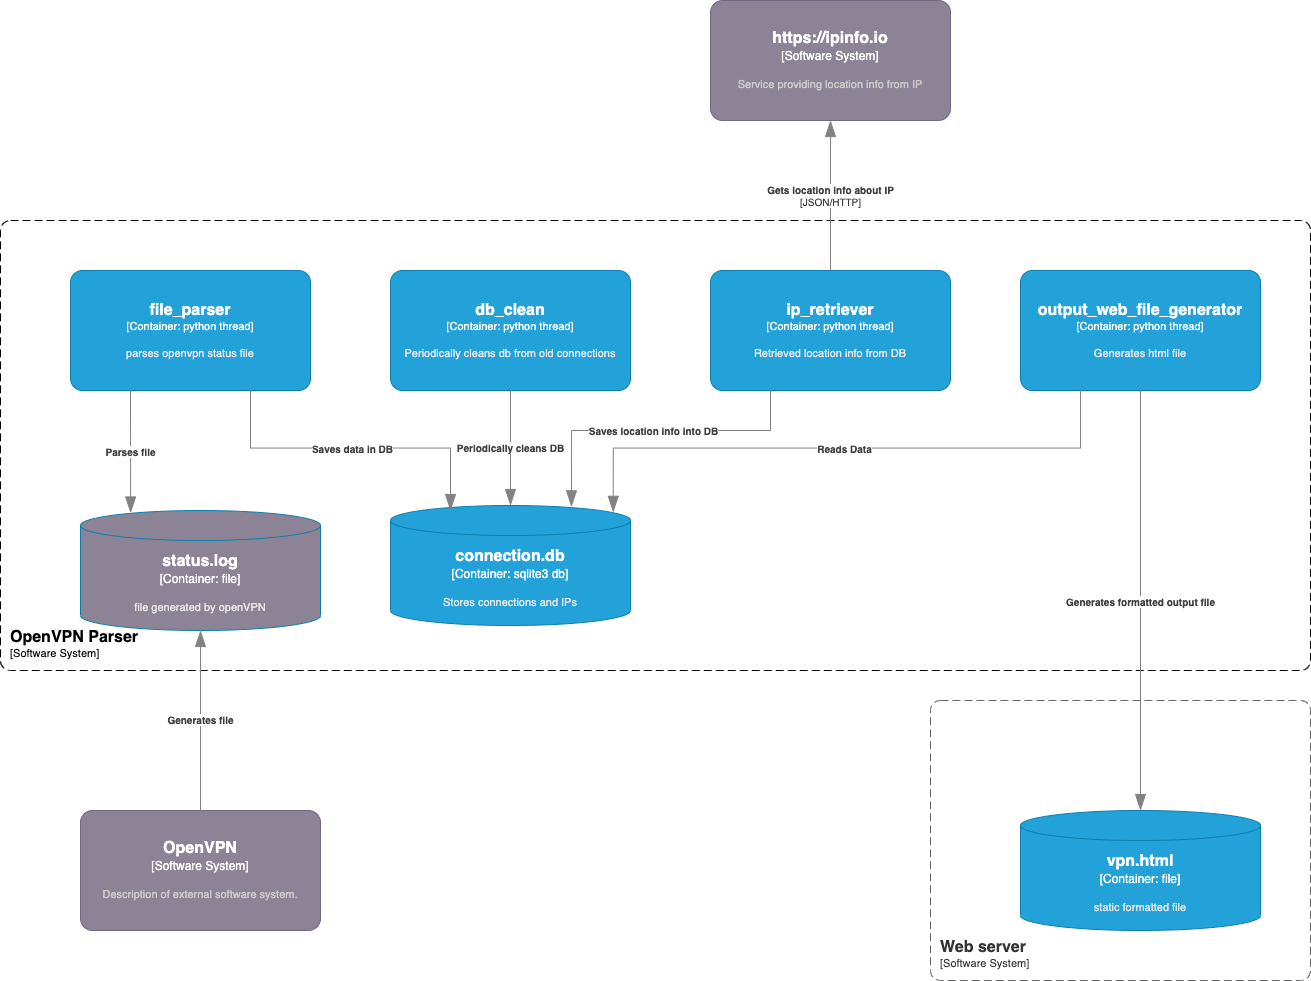 https://ipinfo.io
[Software System]
Service providing location info from IP
Gets location info about IP
[JSON/HTTP]
file_parser
[Container: python thread]
parses openvpn status file
db_clean
[Container: python thread]
Periodically cleans db from old connections
ip_retriever
[Container: python thread]
Retrieved location info from DB
output_web_file_generator
[Container: python thread]
Generates html file
Parses file
Saves data in DB
Periodically cleans DB
Saves location info into DB
Reads Data
status.log
[Container: file]
file generated by openVPN
connection.db
[Container: sqlite3 db]
Stores connections and IPs
Generates formatted output file
OpenVPN Parser
[Software System]
Generates file
OpenVPN
[Software System]
Description of external software system.
vpn.html
[Container: file]
static formatted file
Web server
[Software System]